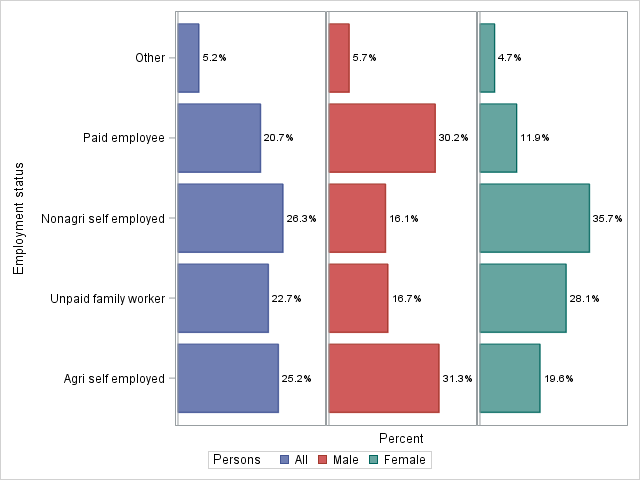 Other 5.2% 5.7% 4.7%
Paid employee 20.7% 30.2% 11.9%
Nonagri self employed 26.3% 16.1% 35.7%
Unpaid family worker 22.7% 16.7% 28.1%
Agri self employed 25.2% 31.3% 19.6%
Employment status
Percent
Persons All Male Female